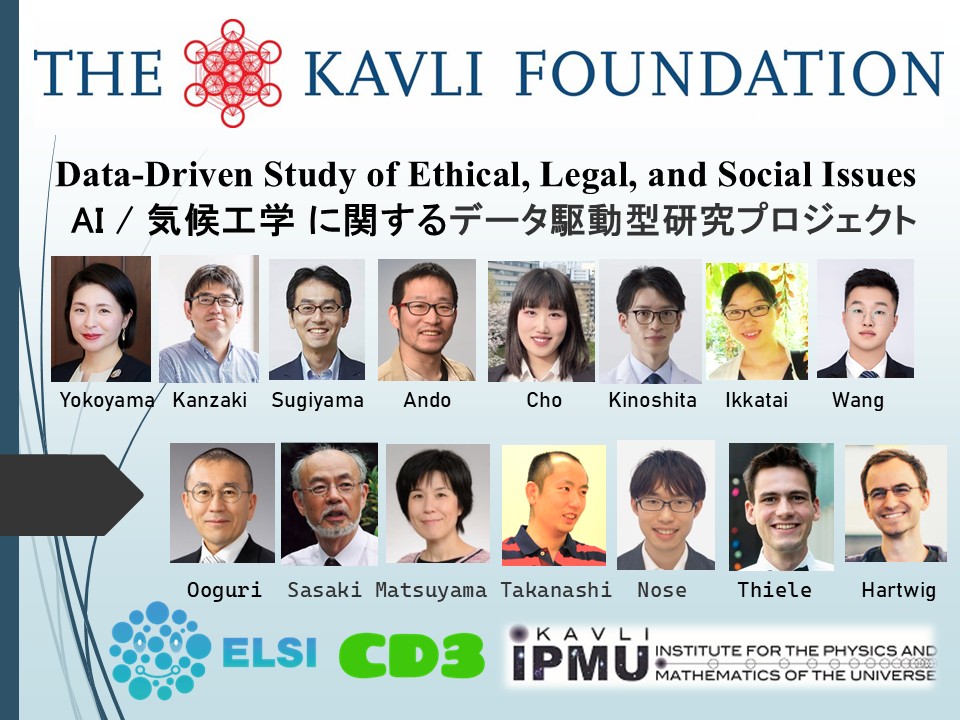 THE KAVLI FOUNDATION
Data-Driven Study of Ethical, Legal, and Social Issues
AI / 気候工学 に関するデータ駆動型研究プロジェクト
Yokoyama Kanzaki Sugiyama Ando Cho Kinoshita Ikkatai Wang
Ooguri Sasaki Matsuyama Takanashi Nose Thiele Hartwig
ELSI CD3
KAVLI
IPMU INSTITUTE FOR THE PHYSICS AND
MATHEMATICS OF THE UNIVERSE